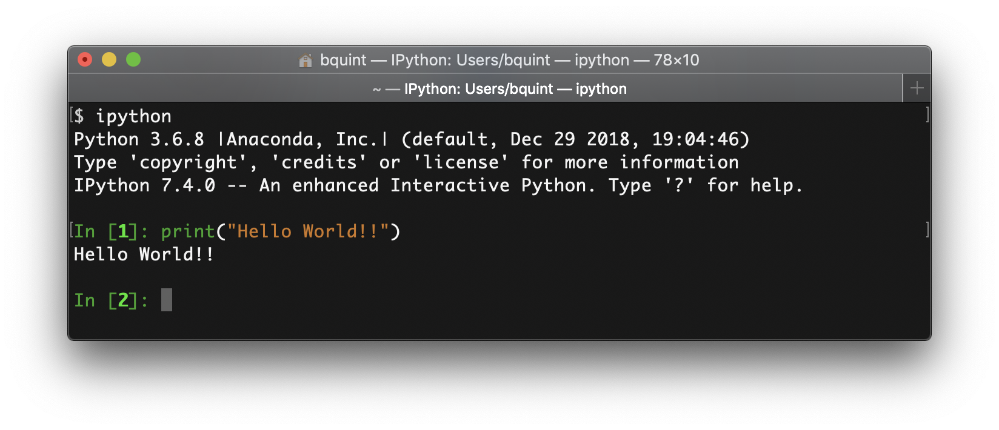 bquint — IPython: Users/bquint — ipython — 78×10
~ — IPython: Users/bquint — ipython
$ ipython
Python 3.6.8 |Anaconda, Inc.| (default, Dec 29 2018, 19:04:46)
Type 'copyright', 'credits' or 'license' for more information
IPython 7.4.0 -- An enhanced Interactive Python. Type '?' for help.
In [1]: print("Hello World!!")
Hello World!!
In [2]: